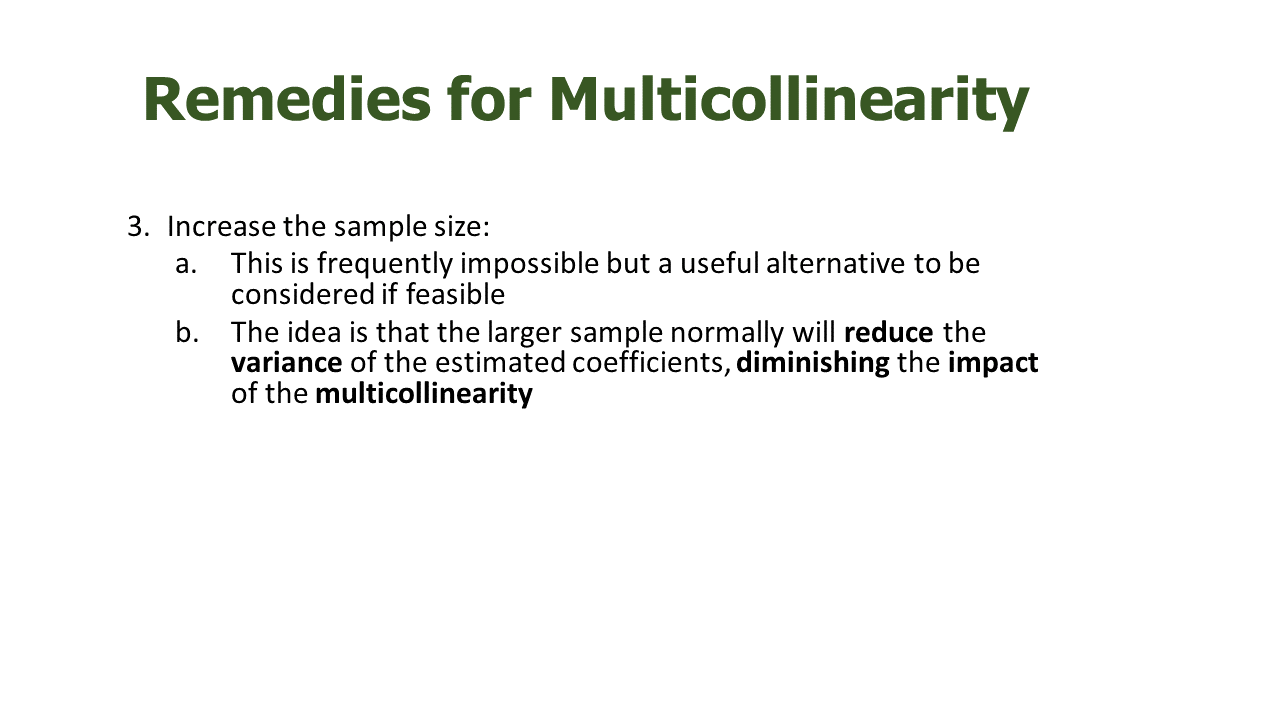 Remedies for Multicollinearity
3. Increase the sample size:
a. This is frequently impossible but a useful alternative to be
considered if feasible
b. The idea is that the larger sample normally will reduce the
variance of the estimated coefficients, diminishing the impact
of the multicollinearity